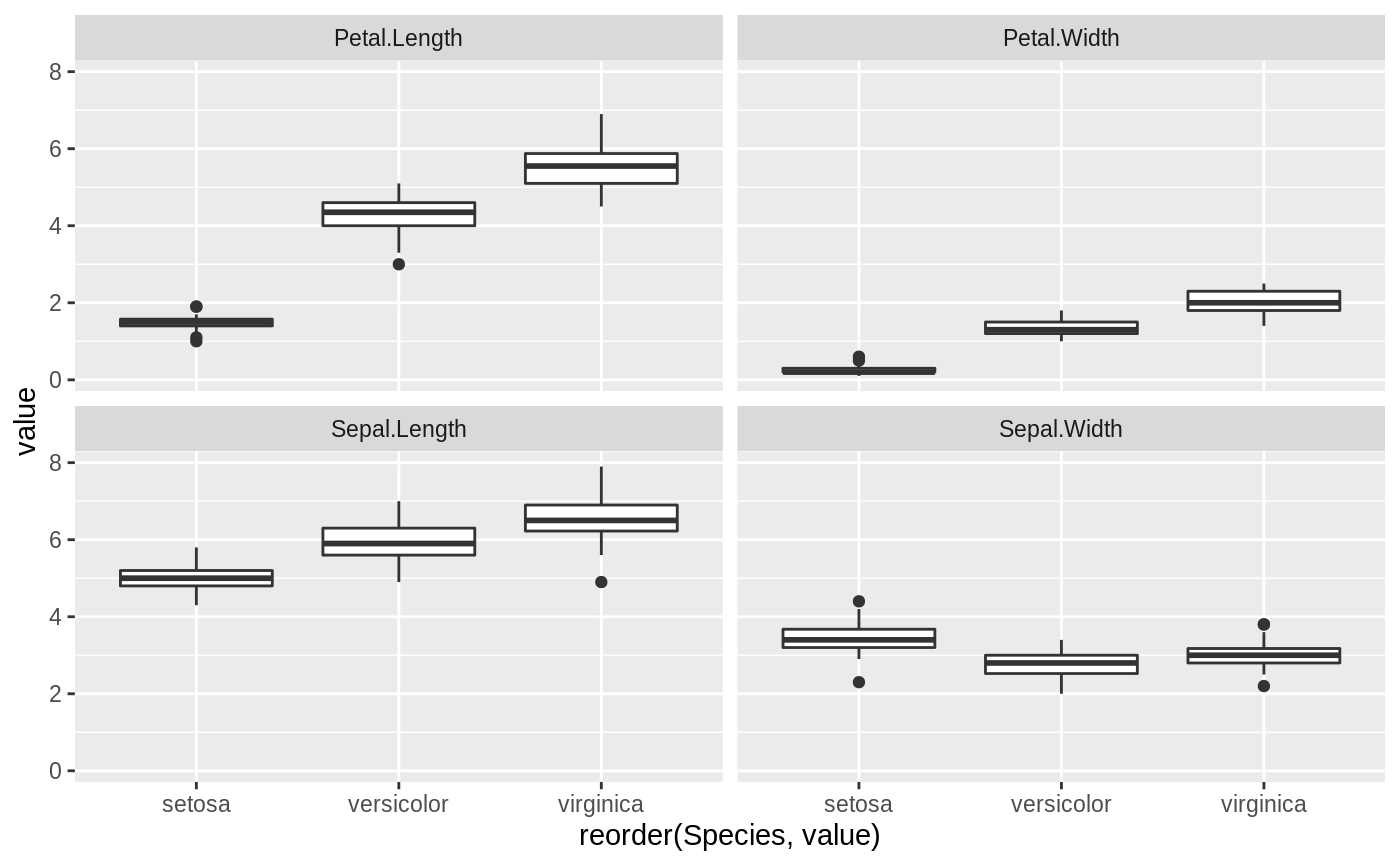 Petal.Length
Petal.Width
8
6
4
2
0
value
Sepal.Length
Sepal.Width
8
6
4
2
0
setosa versicolor virginica
setosa versicolor virginica
reorder(Species, value)